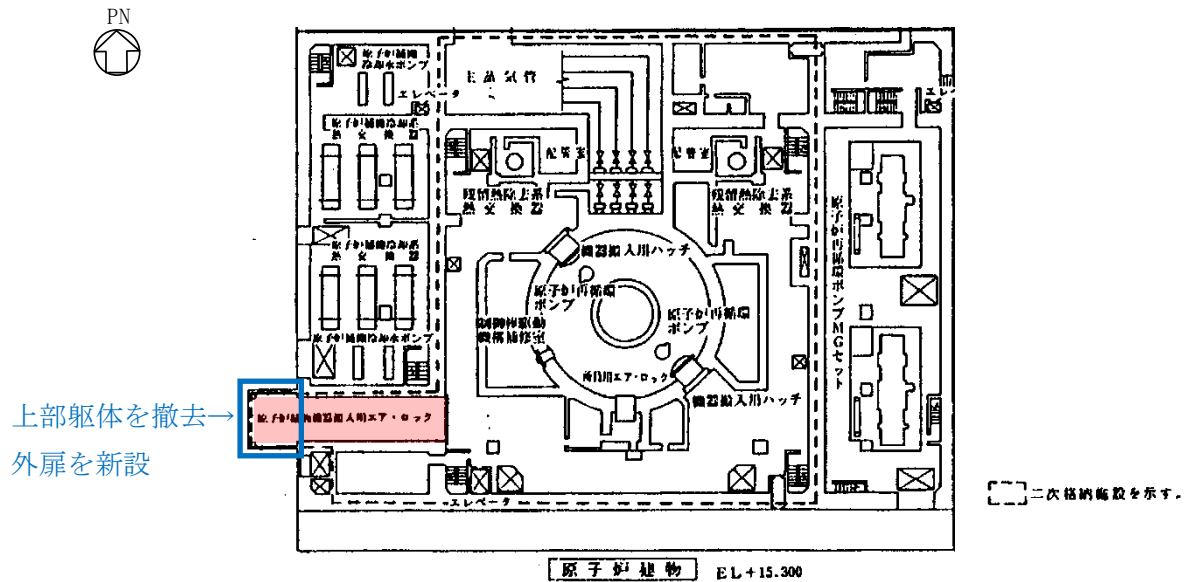 PN
原子炉補機
冷却水ポンプ
主蒸気管
エレベータ
エレベ
原子炉補機冷却系
熱交換器
配管室
配管室
残留熱除去系
熱交換器
残留熱除去系
熱交換器
原子炉補機冷却系
熱交換器
機器搬入用ハッチ
原子炉再循環
ポンプ
原子炉再循環
ポンプ
原子炉再循環ポンプMGセット
制御棒駆動
機構補修室
原子炉補機冷却水ポンプ
所員用エア・ロック
機器搬入用ハッチ
上部躯体を撤去→
外扉を新設
原子炉棟機器搬入用エア・ロック
エレベータ
二次格納施設を示す。
原子炉建物
EL+15.300